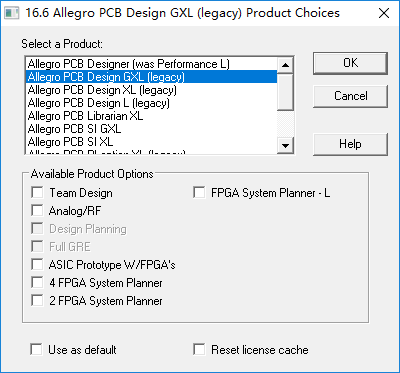 16.6 Allegro PCB Design GXL (legacy) Product Choices
Select a Product:
Allegro PCB Designer (was Performance L)
Allegro PCB Design GXL (legacy)
Allegro PCB Design XL (legacy)
Allegro PCB Design L (legacy)
Allegro PCB Librarian XL
Allegro PCB SI GXL
Allegro PCB SI XL
OK
Cancel
Help
Available Product Options
Team Design
FPGA System Planner - L
Analog/RF
Design Planning
Full GRE
ASIC Prototype W/FPGA's
4 FPGA System Planner
2 FPGA System Planner
Use as default
Reset license cache